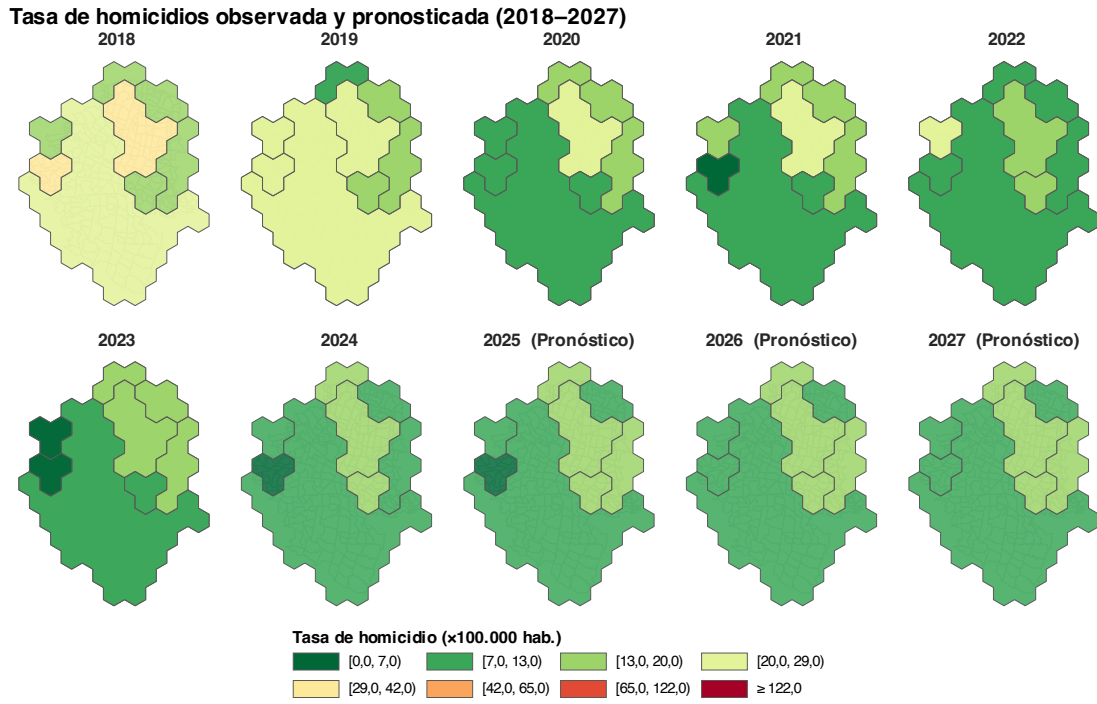 Tasa de homicidios observada y pronosticada (2018–2027)
2018 2019 2020 2021 2022
2023 2024 2025 (Pronóstico) 2026 (Pronóstico) 2027 (Pronóstico)
Tasa de homicidio (×100.000 hab.)
[0,0, 7,0) [7,0, 13,0) [13,0, 20,0) [20,0, 29,0)
[29,0, 42,0) [42,0, 65,0) [65,0, 122,0) ≥ 122,0